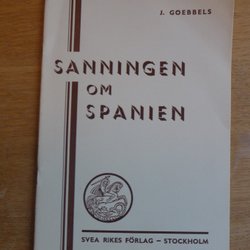 J. GOEBBELS
SANNINGEN
OM
SPANIEN
SVEA RIKES FÖRLAG – STOCKHOLM